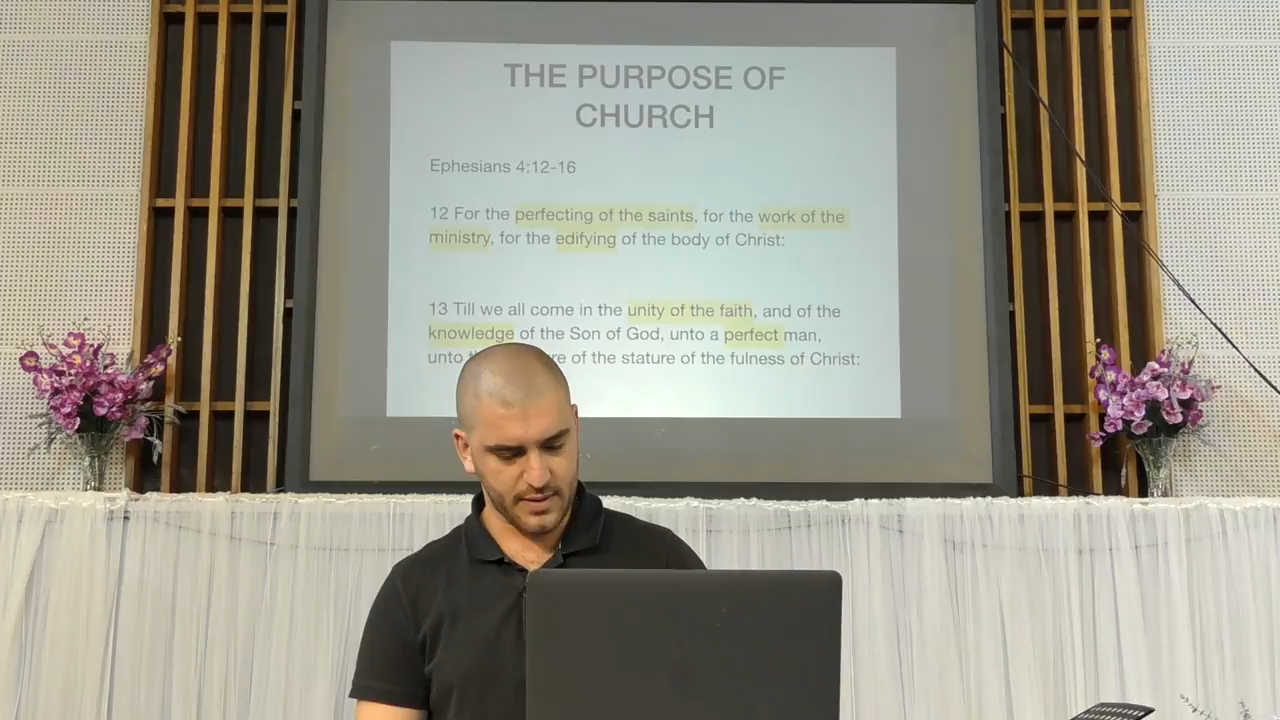 THE PURPOSE OF
CHURCH
Ephesians 4:12-16
12 For the perfecting of the saints, for the work of the
ministry, for the edifying of the body of Christ:
13 Till we all come in the unity of the faith, and of the
knowledge of the Son of God, unto a perfect man,
unto of the stature of the fulness of Christ: